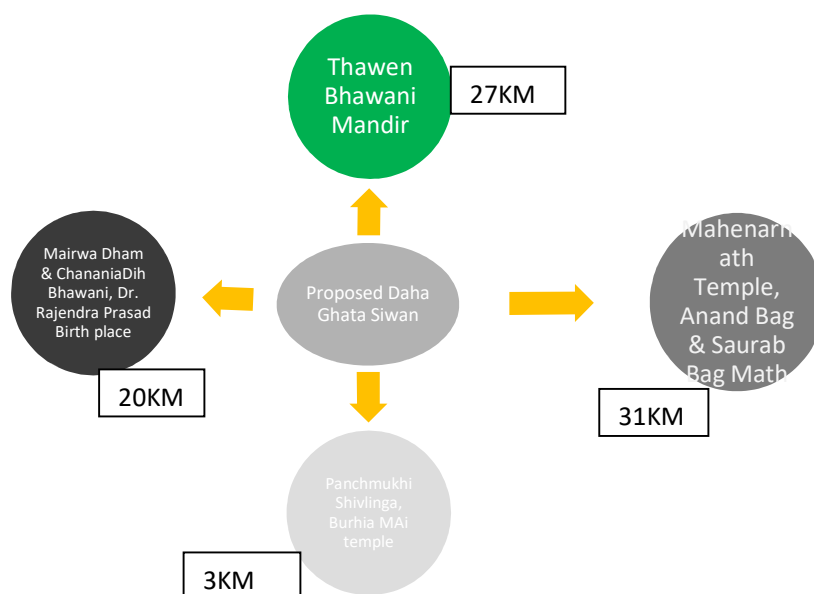 Thawen
Bhawani
Mandir
27KM
Mairwa Dham
& ChananiaDih
Bhawani, Dr.
Rajendra Prasad
Birth place
20KM
Proposed Daha
Ghata Siwan
Mahenarn
ath
Temple,
Anand Bag
& Saurab
Bag Math
31KM
Panchmukhi
Shivlinga,
Burhia MAi
temple
3KM